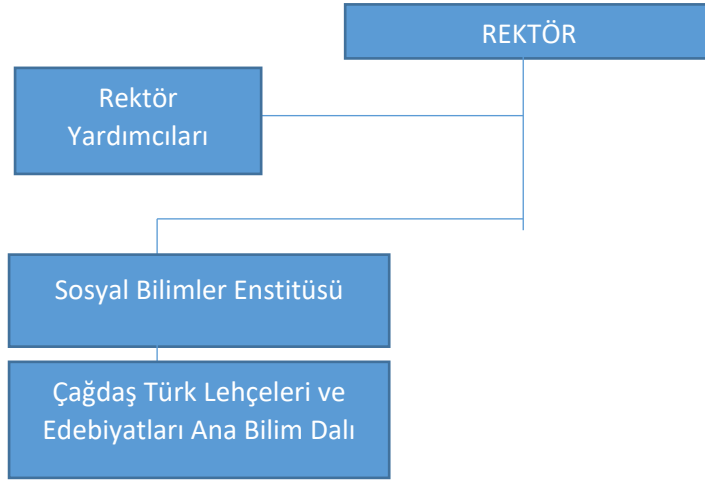 REKTÖR
Rektör
Yardımcıları
Sosyal Bilimler Enstitüsü
Çağdaş Türk Lehçeleri ve
Edebiyatları Ana Bilim Dalı